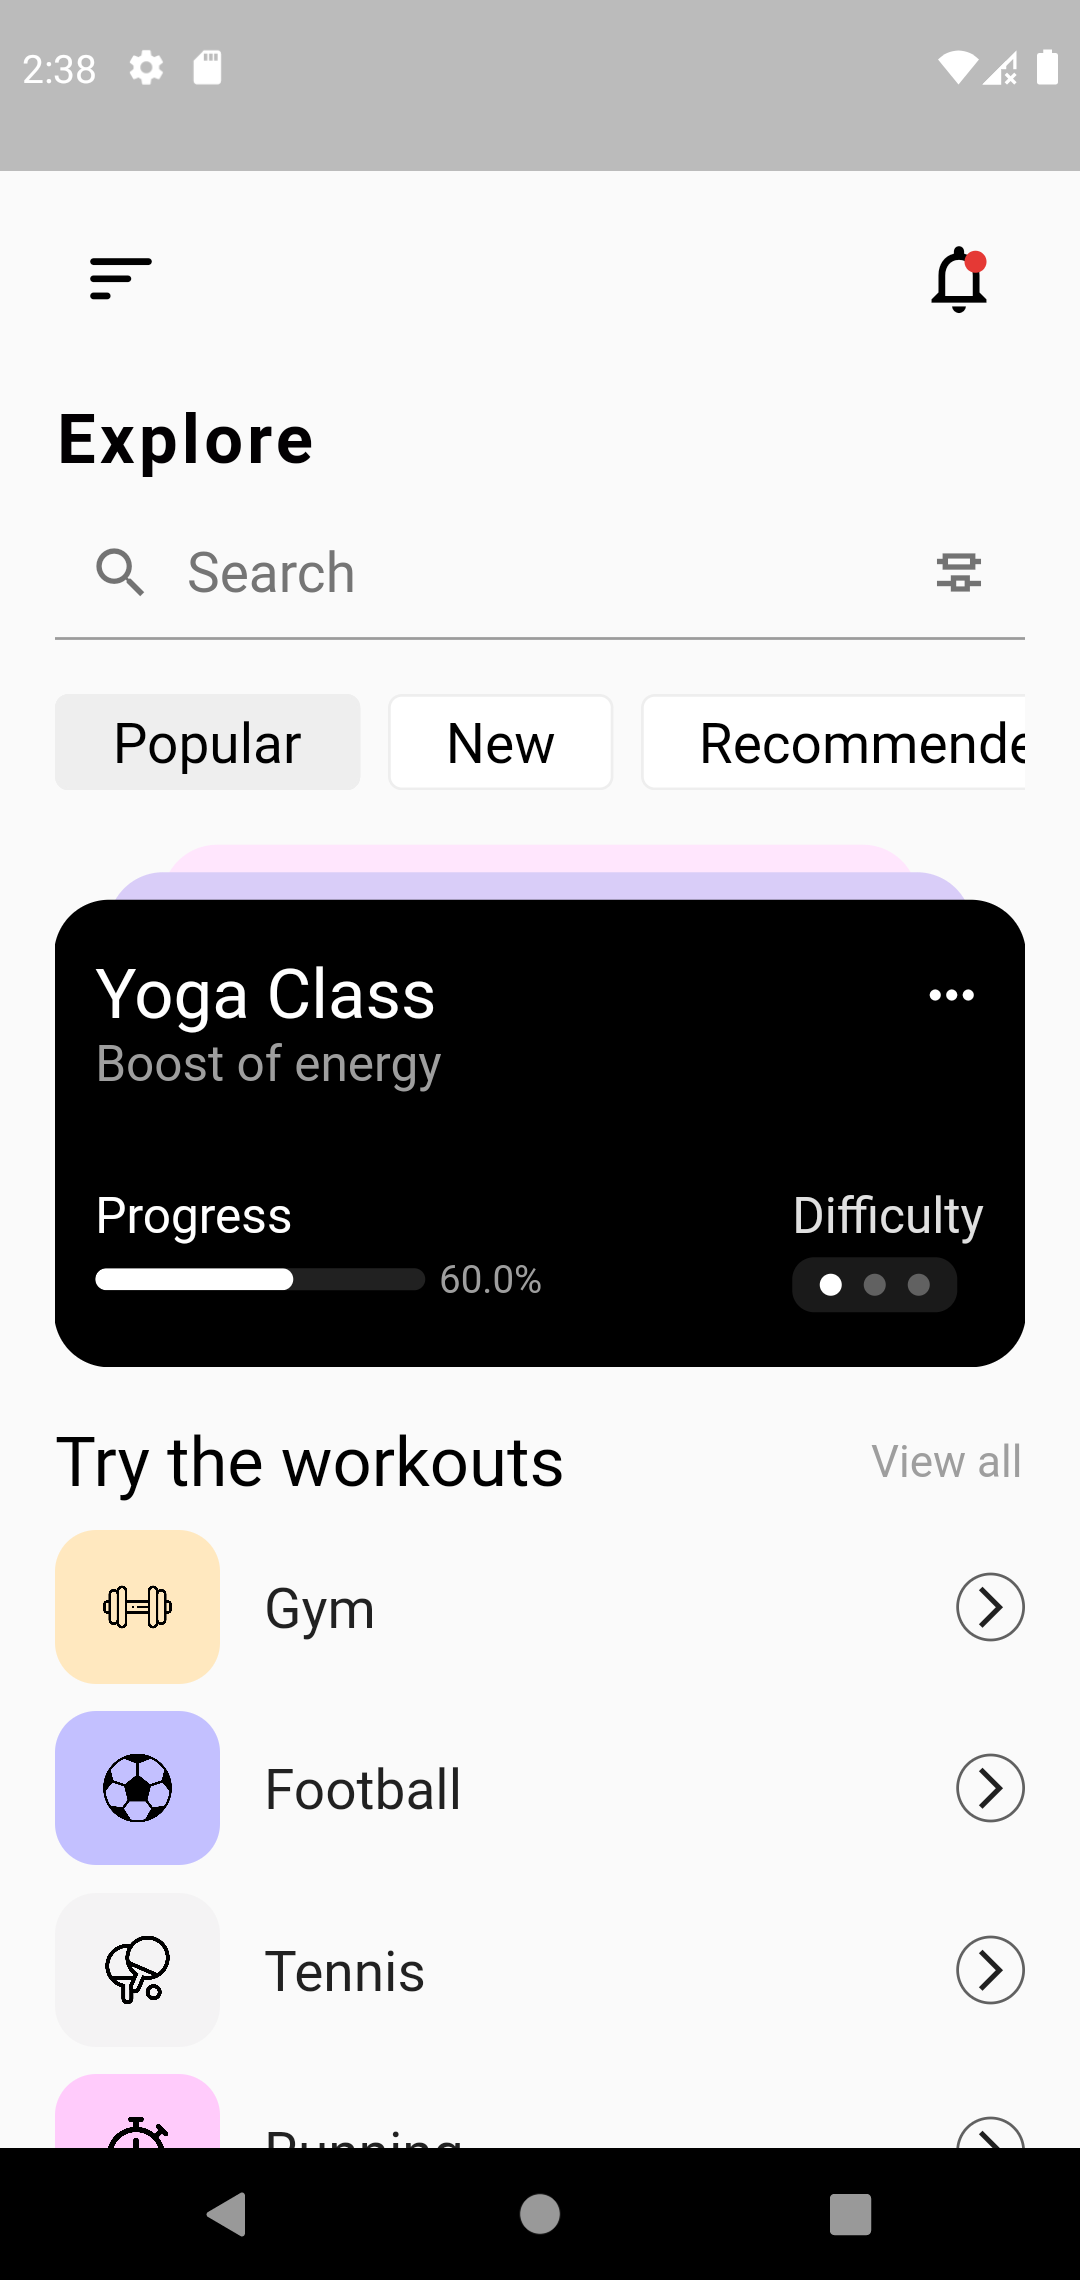 2:38
Explore
Search
Popular New Recommende
Yoga Class
Boost of energy
Progress Difficulty
60.0%
Try the workouts View all
Gym
Football
Tennis
Running